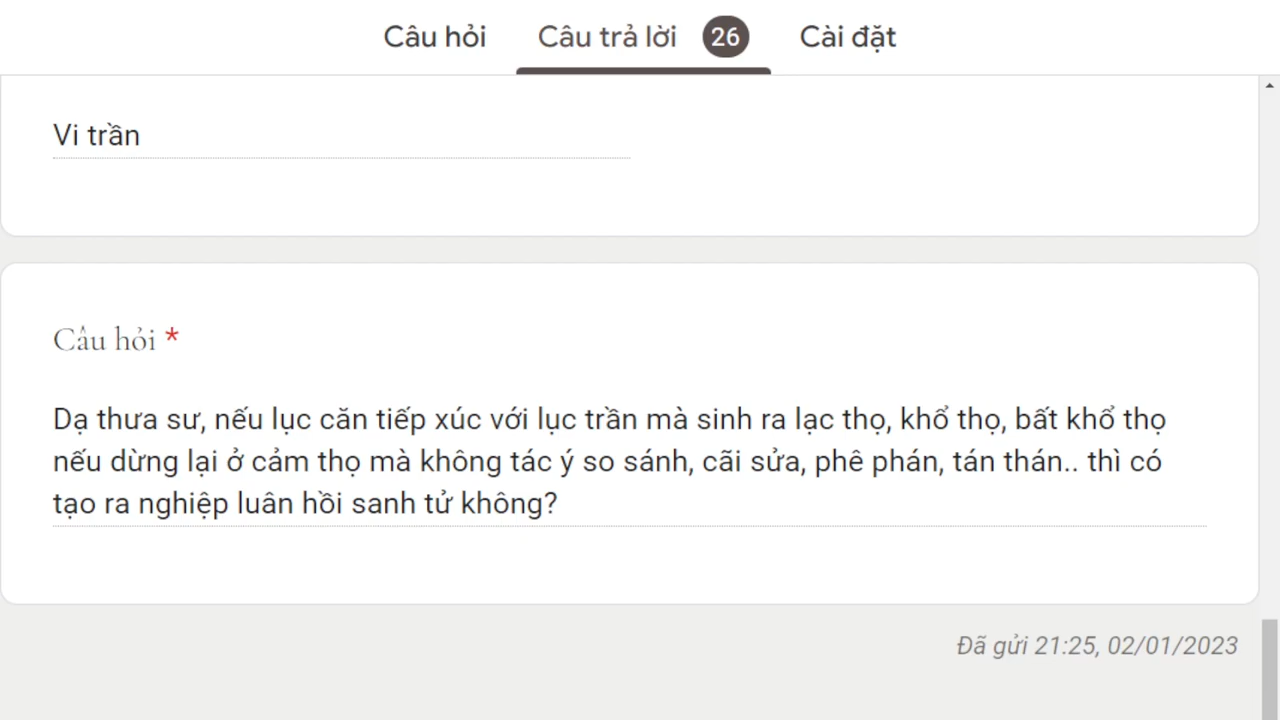 Câu hỏi Câu trả lời 26 Cài đặt
Vi trần
Câu hỏi *
Dạ thưa sư, nếu lục căn tiếp xúc với lục trần mà sinh ra lạc thọ, khổ thọ, bất khổ thọ
nếu dừng lại ở cảm thọ mà không tác ý so sánh, cãi sửa, phê phán, tán thán.. thì có
tạo ra nghiệp luân hồi sanh tử không?
Đã gửi 21:25, 02/01/2023